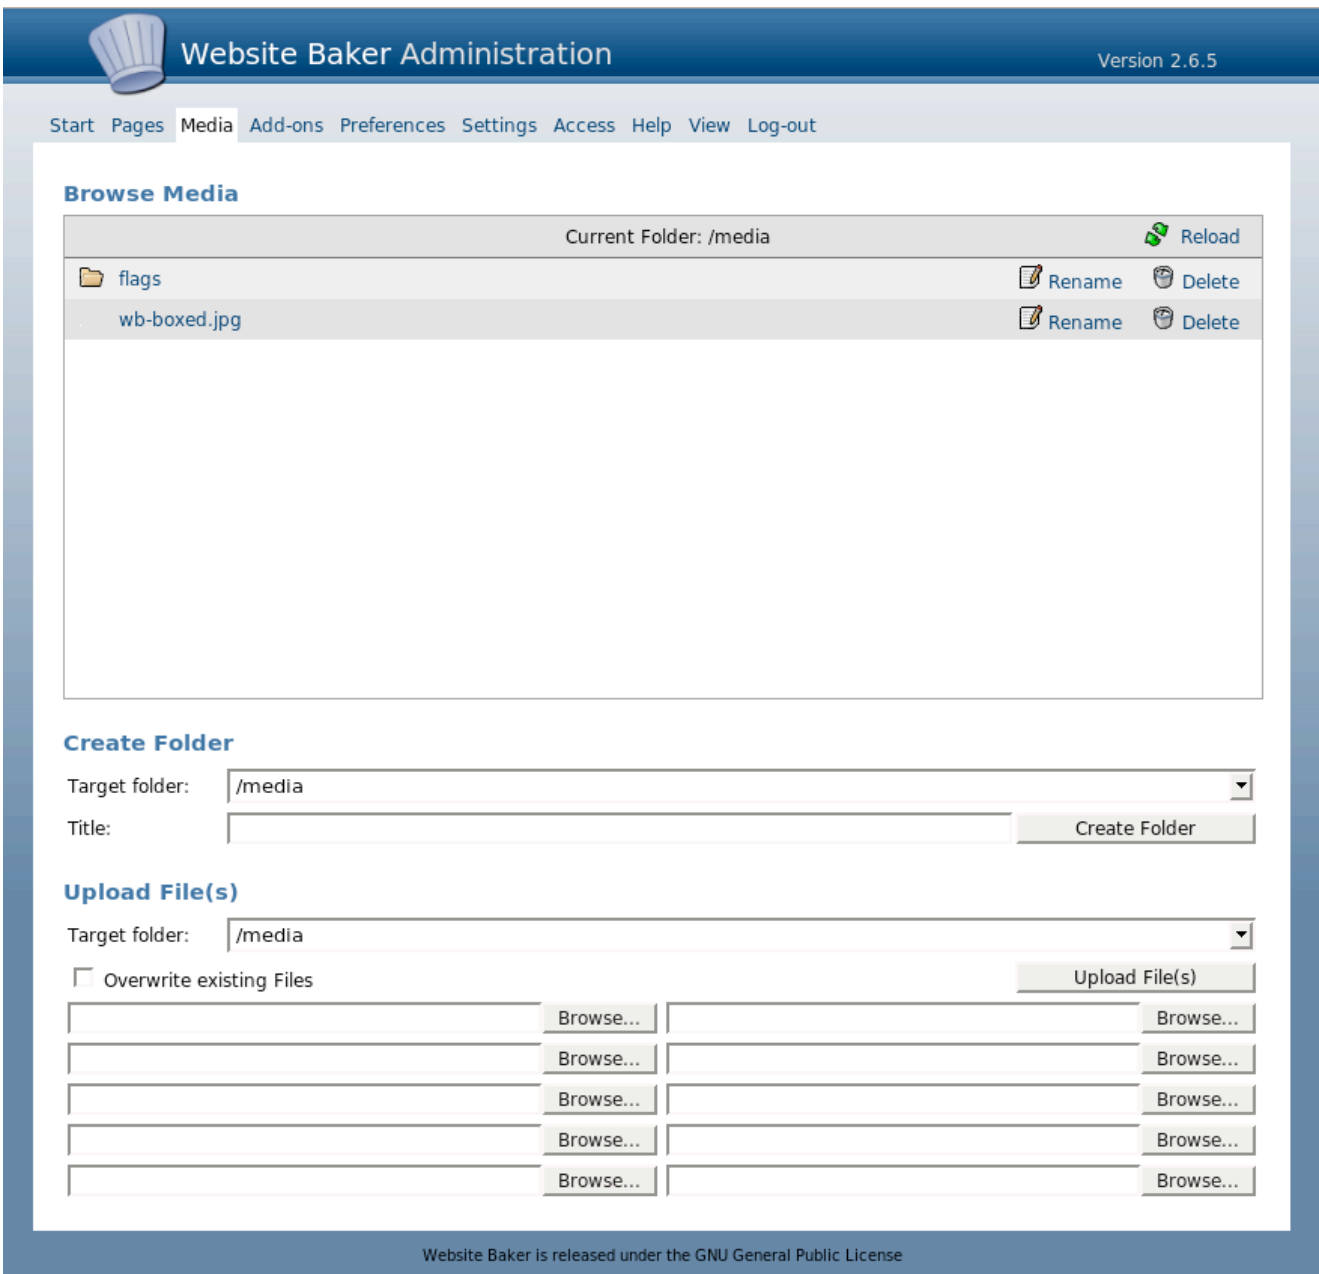 Website Baker Administration
Version 2.6.5
Start Pages Media Add-ons Preferences Settings Access Help View Log-out
Browse Media
Current Folder: /media Reload
flags Rename Delete
wb-boxed.jpg Rename Delete
Create Folder
Target folder: /media
Title: Create Folder
Upload File(s)
Target folder: /media
Overwrite existing Files Upload File(s)
Browse... Browse...
Browse... Browse...
Browse... Browse...
Browse... Browse...
Browse... Browse...
Website Baker is released under the GNU General Public License